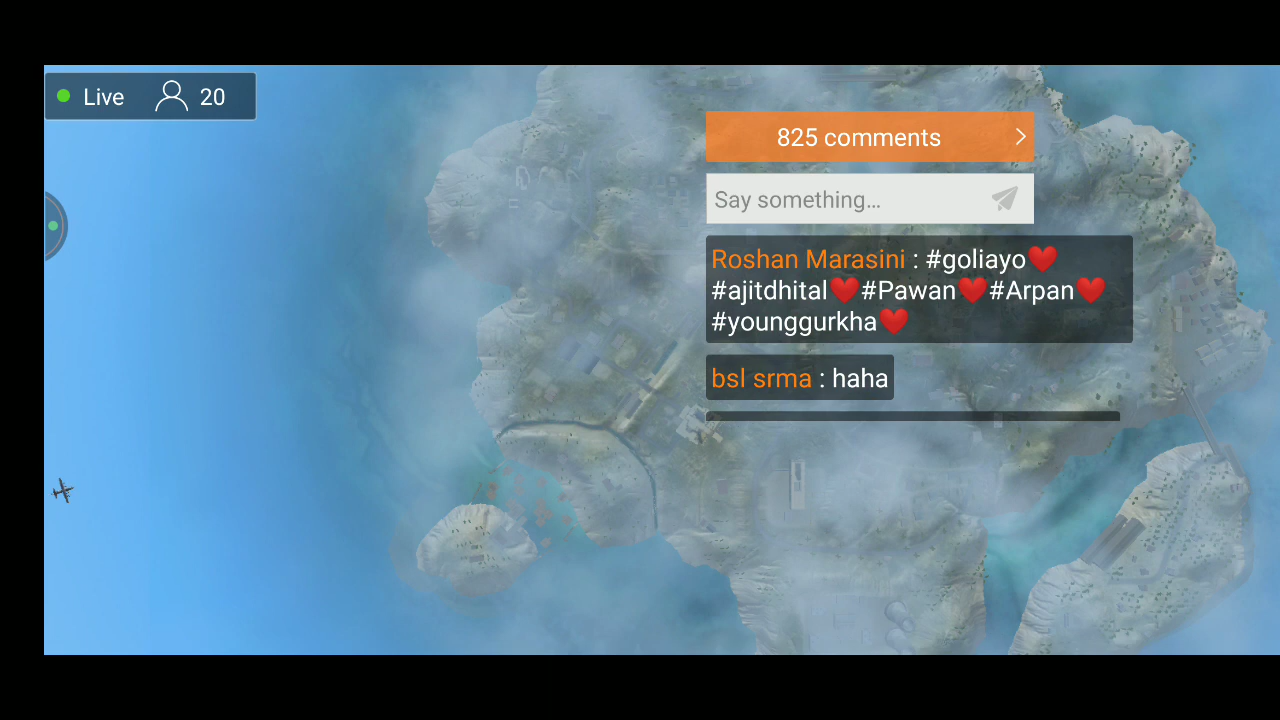 Live 20
825 comments
Say something...
Roshan Marasini : #goliayo❤️
#ajitdhital❤️#Pawan❤️#Arpan❤️
#younggurkha❤️
bsl srma : haha